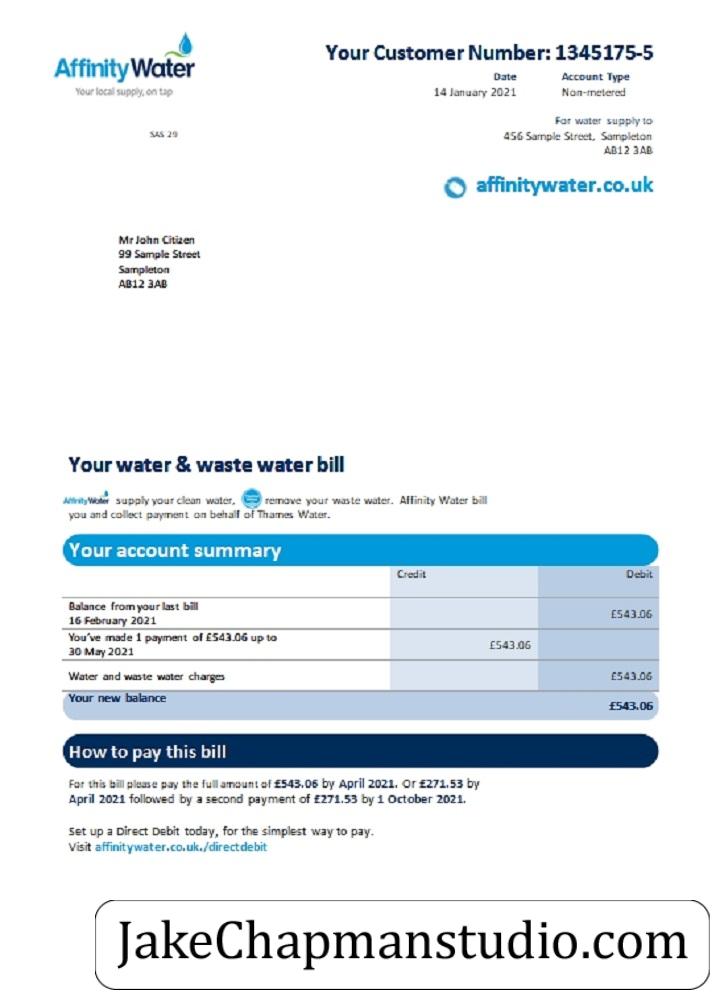 AffinityWater
Your local supply, on tap
Your Customer Number: 1345175-5
Date Account Type
14 January 2021 Non-metered
SAS 29
For water supply to
456 Sample Street, Sampleton
AB12 3AB
affinitywater.co.uk
Mr John Citizen
99 Sample Street
Sampleton
AB12 3AB
Your water & waste water bill
AffinityWater supply your clean water, remove your waste water. Affinity Water bill
you and collect payment on behalf of Thames Water.
Your account summary
Credit Debit
Balance from your last bill
16 February 2021 £543.06
You've made 1 payment of £543.06 up to
30 May 2021 £543.06
Water and waste water charges £543.06
Your new balance £543.06
How to pay this bill
For this bill please pay the full amount of £543.06 by April 2021. Or £271.53 by
April 2021 followed by a second payment of £271.53 by 1 October 2021.
Set up a Direct Debit today, for the simplest way to pay.
Visit affinitywater.co.uk./directdebit
JakeChapmanstudio.com